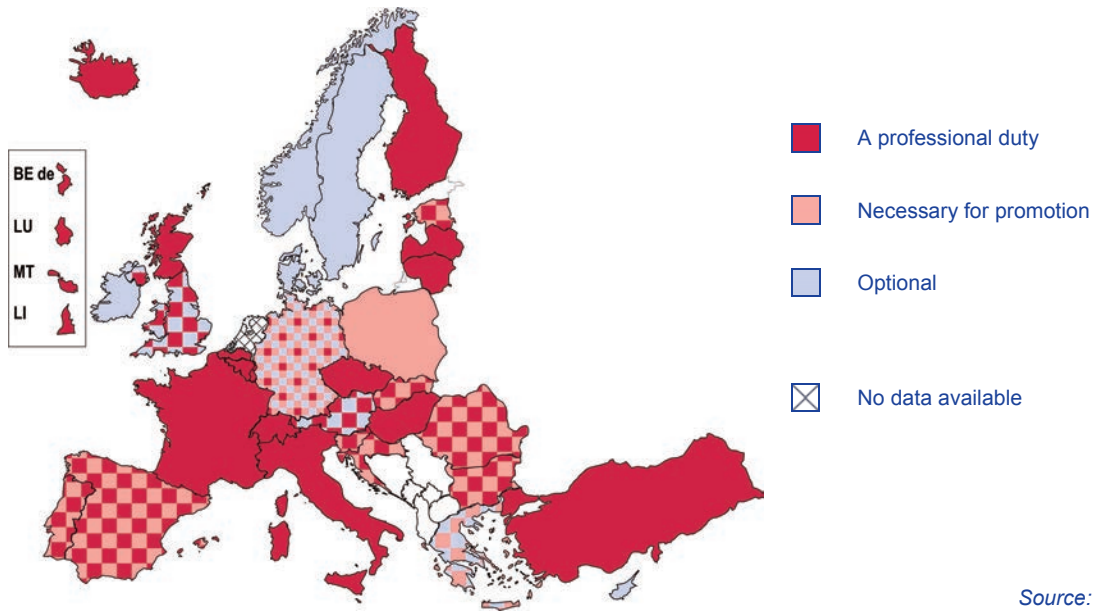 BE de
LU
MT
LI
A professional duty
Necessary for promotion
Optional
No data available
Source: